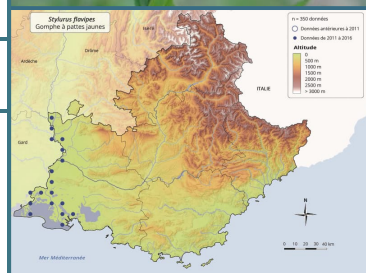 Stylurus flavipes
Gomphe à pattes jaunes
Isère
n = 350 données
Données antérieures à 2011
Données de 2011 à 2016
Altitude
0
500 m
1000 m
1500 m
2000 m
2500 m
> 3000 m
Drôme
Ardèche
ITALIE
Gard
N
0 10 20 30 40 km
Mer Méditerranée